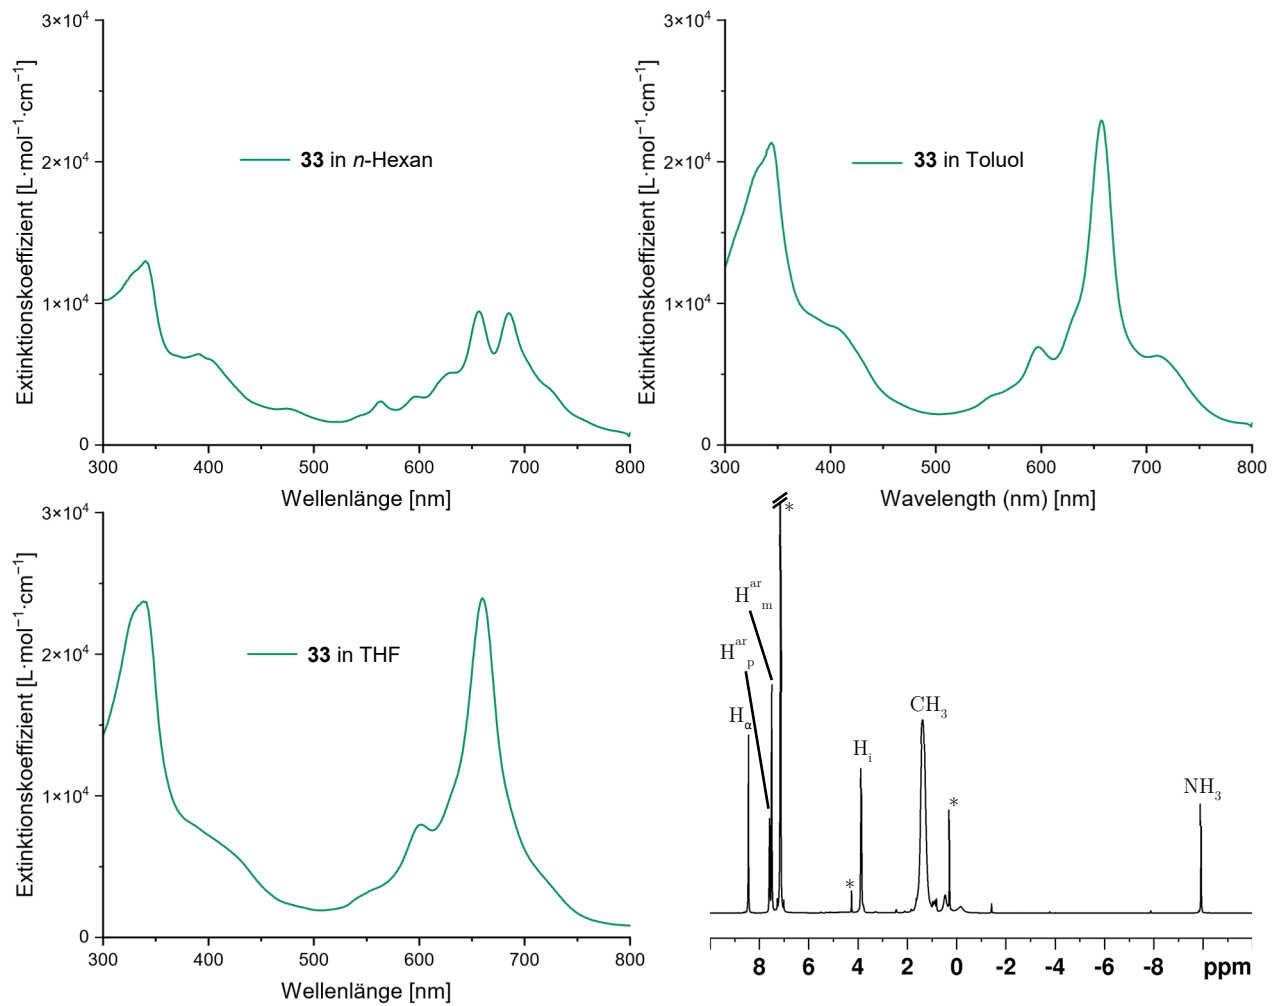 3×10⁴
2×10⁴
1×10⁴
0
Extinktionskoeffizient [L·mol⁻¹·cm⁻¹]
33 in n-Hexan
300 400 500 600 700 800
Wellenlänge [nm]
3×10⁴
2×10⁴
1×10⁴
0
Extinktionskoeffizient [L·mol⁻¹·cm⁻¹]
33 in Toluol
300 400 500 600 700 800
Wavelength (nm) [nm]
3×10⁴
2×10⁴
1×10⁴
0
Extinktionskoeffizient [L·mol⁻¹·cm⁻¹]
33 in THF
300 400 500 600 700 800
Wellenlänge [nm]
*
H^ar_m
H^ar_p
H_α
CH₃
H_i
NH₃
*
*
8 6 4 2 0 -2 -4 -6 -8 ppm